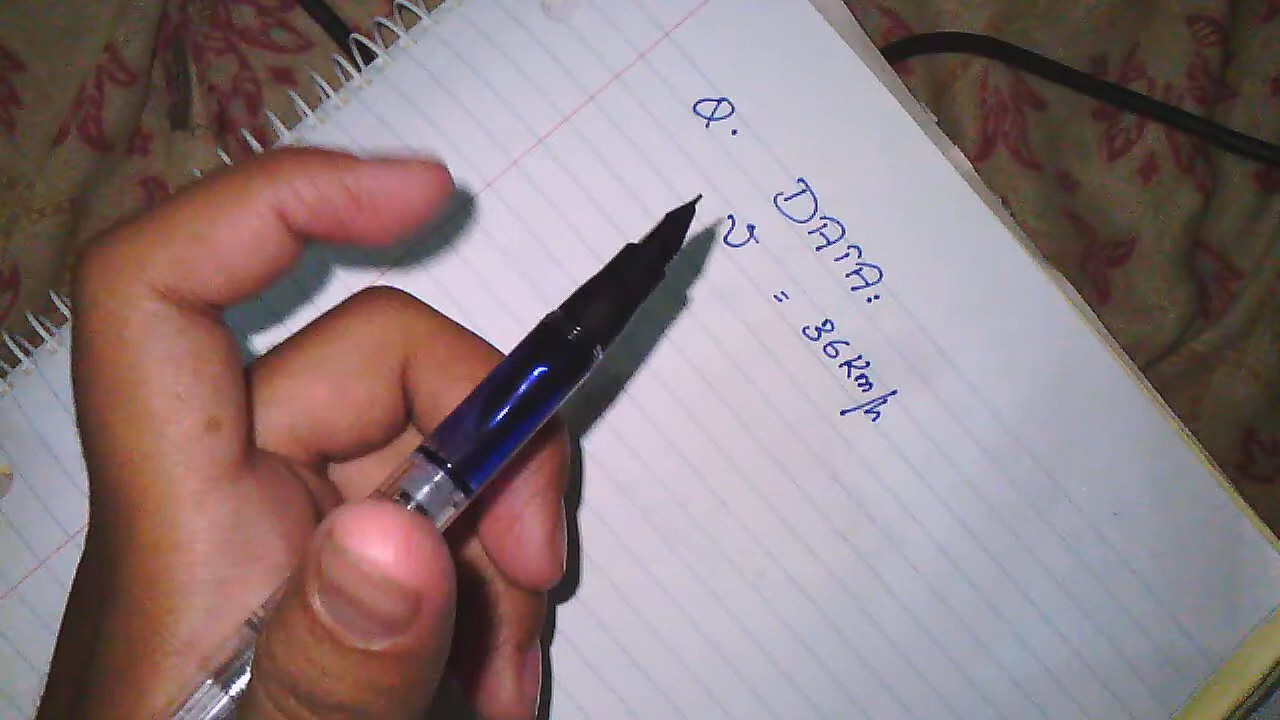 Q.
DATA:
v = 36Km/h